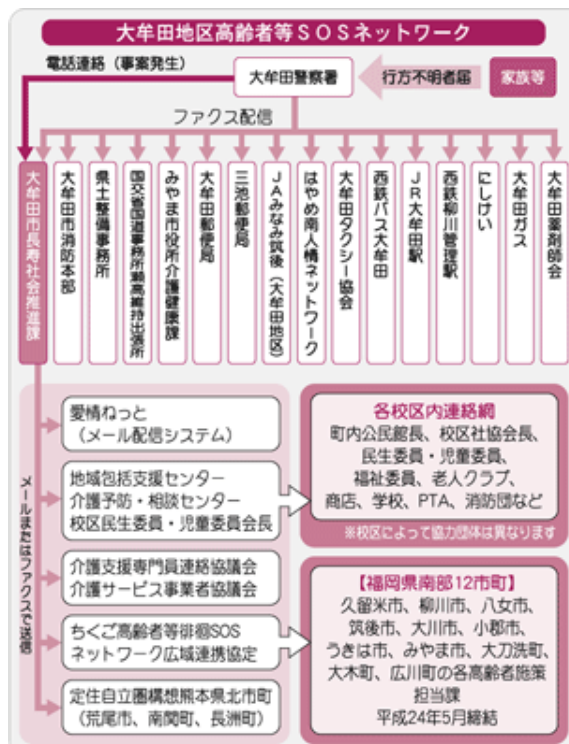 大牟田地区高齢者等SOSネットワーク
電話連絡（事案発生）
大牟田警察署
行方不明者届
家族等
ファクス配信
大牟田市長寿社会推進課
大牟田市消防本部
県土整備事務所
国交省国道事務所瀬高維持出張所
みやま市役所介護健康課
大牟田郵便局
三池郵便局
JAみなみ筑後（大牟田地区）
はやめ南人情ネットワーク
大牟田タクシー協会
西鉄バス大牟田
JR大牟田駅
西鉄柳川管理駅
にしけい
大牟田ガス
大牟田薬剤師会
メールまたはファクスで送信
愛情ねっと
（メール配信システム）
地域包括支援センター
介護予防・相談センター
校区民生委員・児童委員会長
介護支援専門員連絡協議会
介護サービス事業者協議会
ちくご高齢者等徘徊SOS
ネットワーク広域連携協定
定住自立圏構想熊本県北市町
（荒尾市、南関町、長洲町）
各校区内連絡網
町内公民館長、校区社協会長、
民生委員・児童委員、
福祉委員、老人クラブ、
商店、学校、PTA、消防団など
※校区によって協力団体は異なります
【福岡県南部12市町】
久留米市、柳川市、八女市、
筑後市、大川市、小郡市、
うきは市、みやま市、大刀洗町、
大木町、広川町の各高齢者施策
担当課
平成24年5月締結